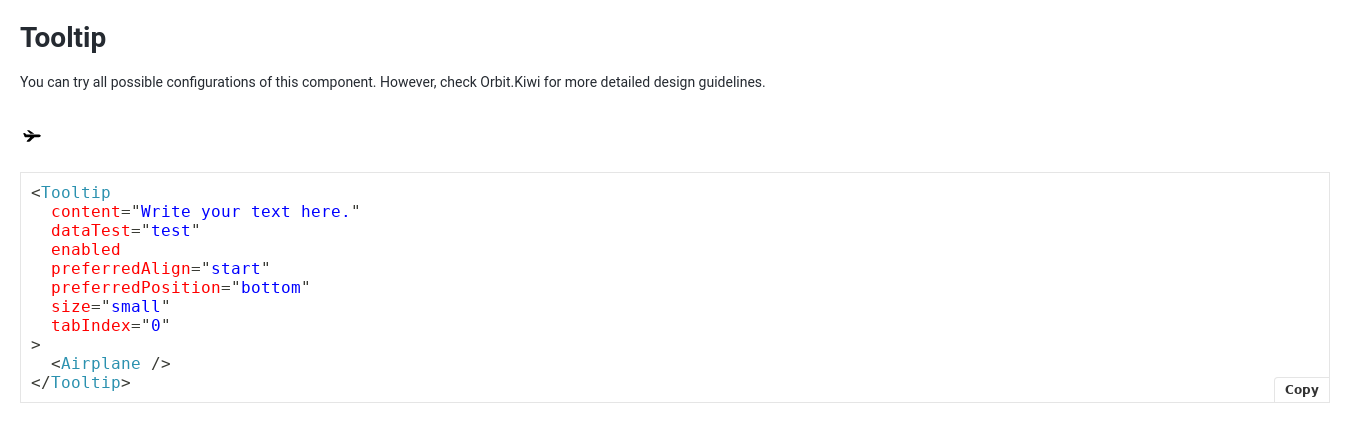 Tooltip
You can try all possible configurations of this component. However, check Orbit.Kiwi for more detailed design guidelines.
<Tooltip
  content="Write your text here."
  dataTest="test"
  enabled
  preferredAlign="start"
  preferredPosition="bottom"
  size="small"
  tabIndex="0"
>
  <Airplane />
</Tooltip>
Copy